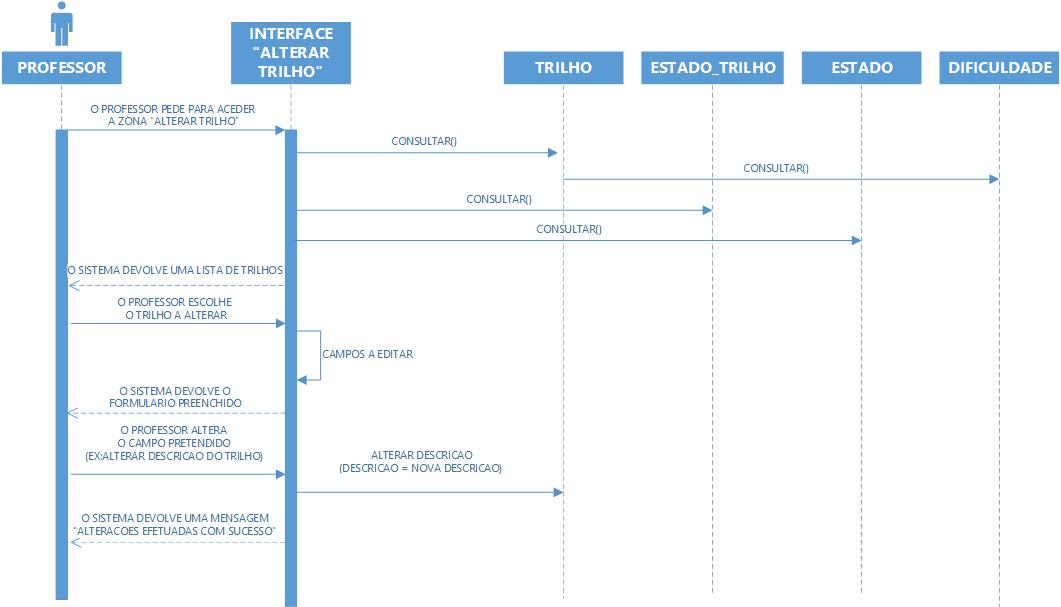 PROFESSOR
INTERFACE
"ALTERAR
TRILHO"
TRILHO
ESTADO_TRILHO
ESTADO
DIFICULDADE
O PROFESSOR PEDE PARA ACEDER
A ZONA "ALTERAR TRILHO"
CONSULTAR()
CONSULTAR()
CONSULTAR()
CONSULTAR()
O SISTEMA DEVOLVE UMA LISTA DE TRILHOS
O PROFESSOR ESCOLHE
O TRILHO A ALTERAR
CAMPOS A EDITAR
O SISTEMA DEVOLVE O
FORMULARIO PREENCHIDO
O PROFESSOR ALTERA
O CAMPO PRETENDIDO
(EX:ALTERAR DESCRICAO DO TRILHO)
ALTERAR DESCRICAO
(DESCRICAO = NOVA DESCRICAO)
O SISTEMA DEVOLVE UMA MENSAGEM
"ALTERACOES EFETUADAS COM SUCESSO"